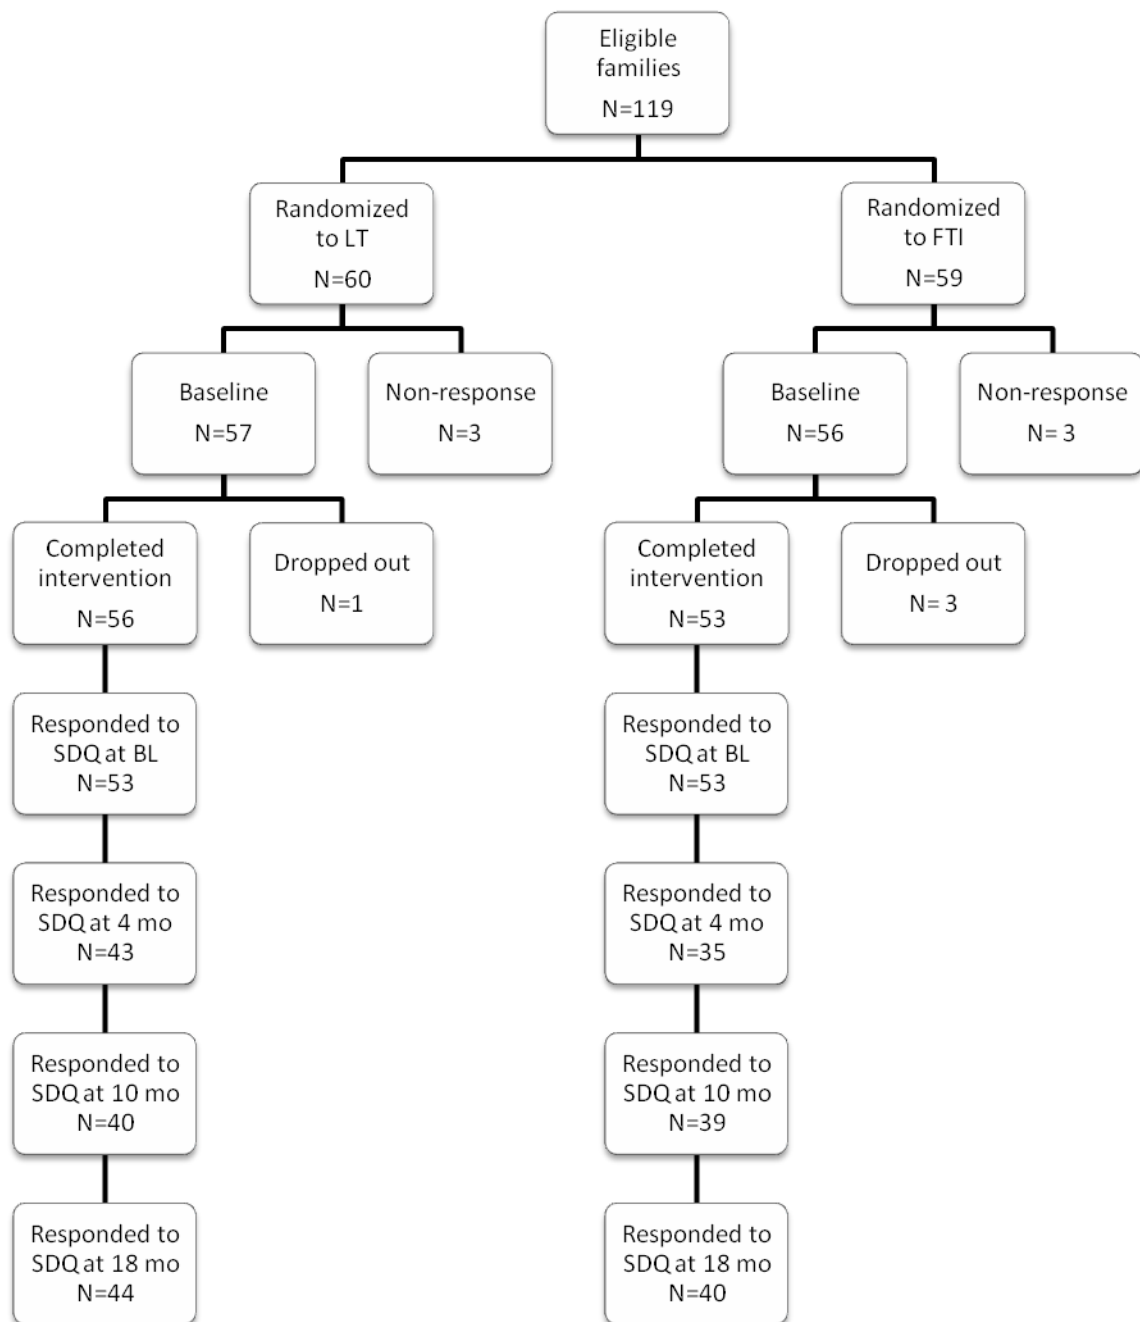 Eligible
families
N=119
Randomized
to LT
N=60
Randomized
to FTI
N=59
Baseline
N=57
Non-response
N=3
Baseline
N=56
Non-response
N= 3
Completed
intervention
N=56
Dropped out
N=1
Completed
intervention
N=53
Dropped out
N= 3
Responded to
SDQ at BL
N=53
Responded to
SDQ at BL
N=53
Responded to
SDQ at 4 mo
N=43
Responded to
SDQ at 4 mo
N=35
Responded to
SDQ at 10 mo
N=40
Responded to
SDQ at 10 mo
N=39
Responded to
SDQ at 18 mo
N=44
Responded to
SDQ at 18 mo
N=40